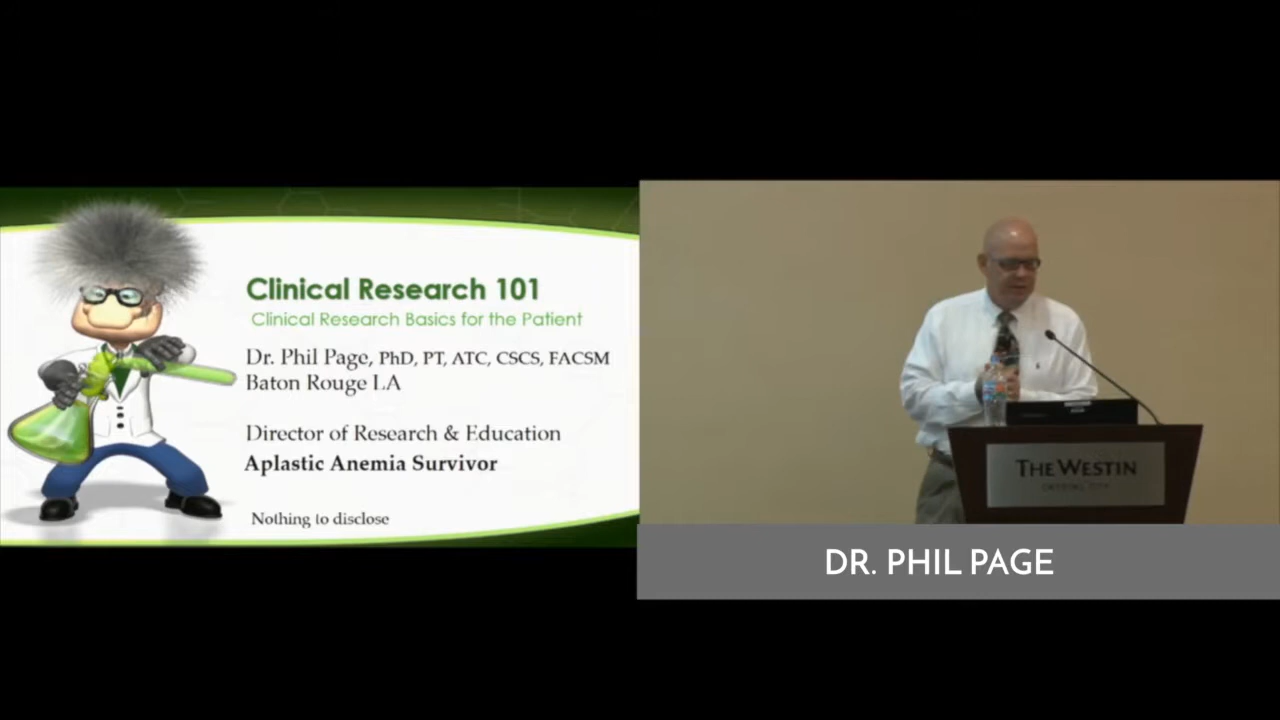 Clinical Research 101
Clinical Research Basics for the Patient
Dr. Phil Page, PhD, PT, ATC, CSCS, FACSM
Baton Rouge LA
Director of Research & Education
Aplastic Anemia Survivor
Nothing to disclose
THE WESTIN
DR. PHIL PAGE